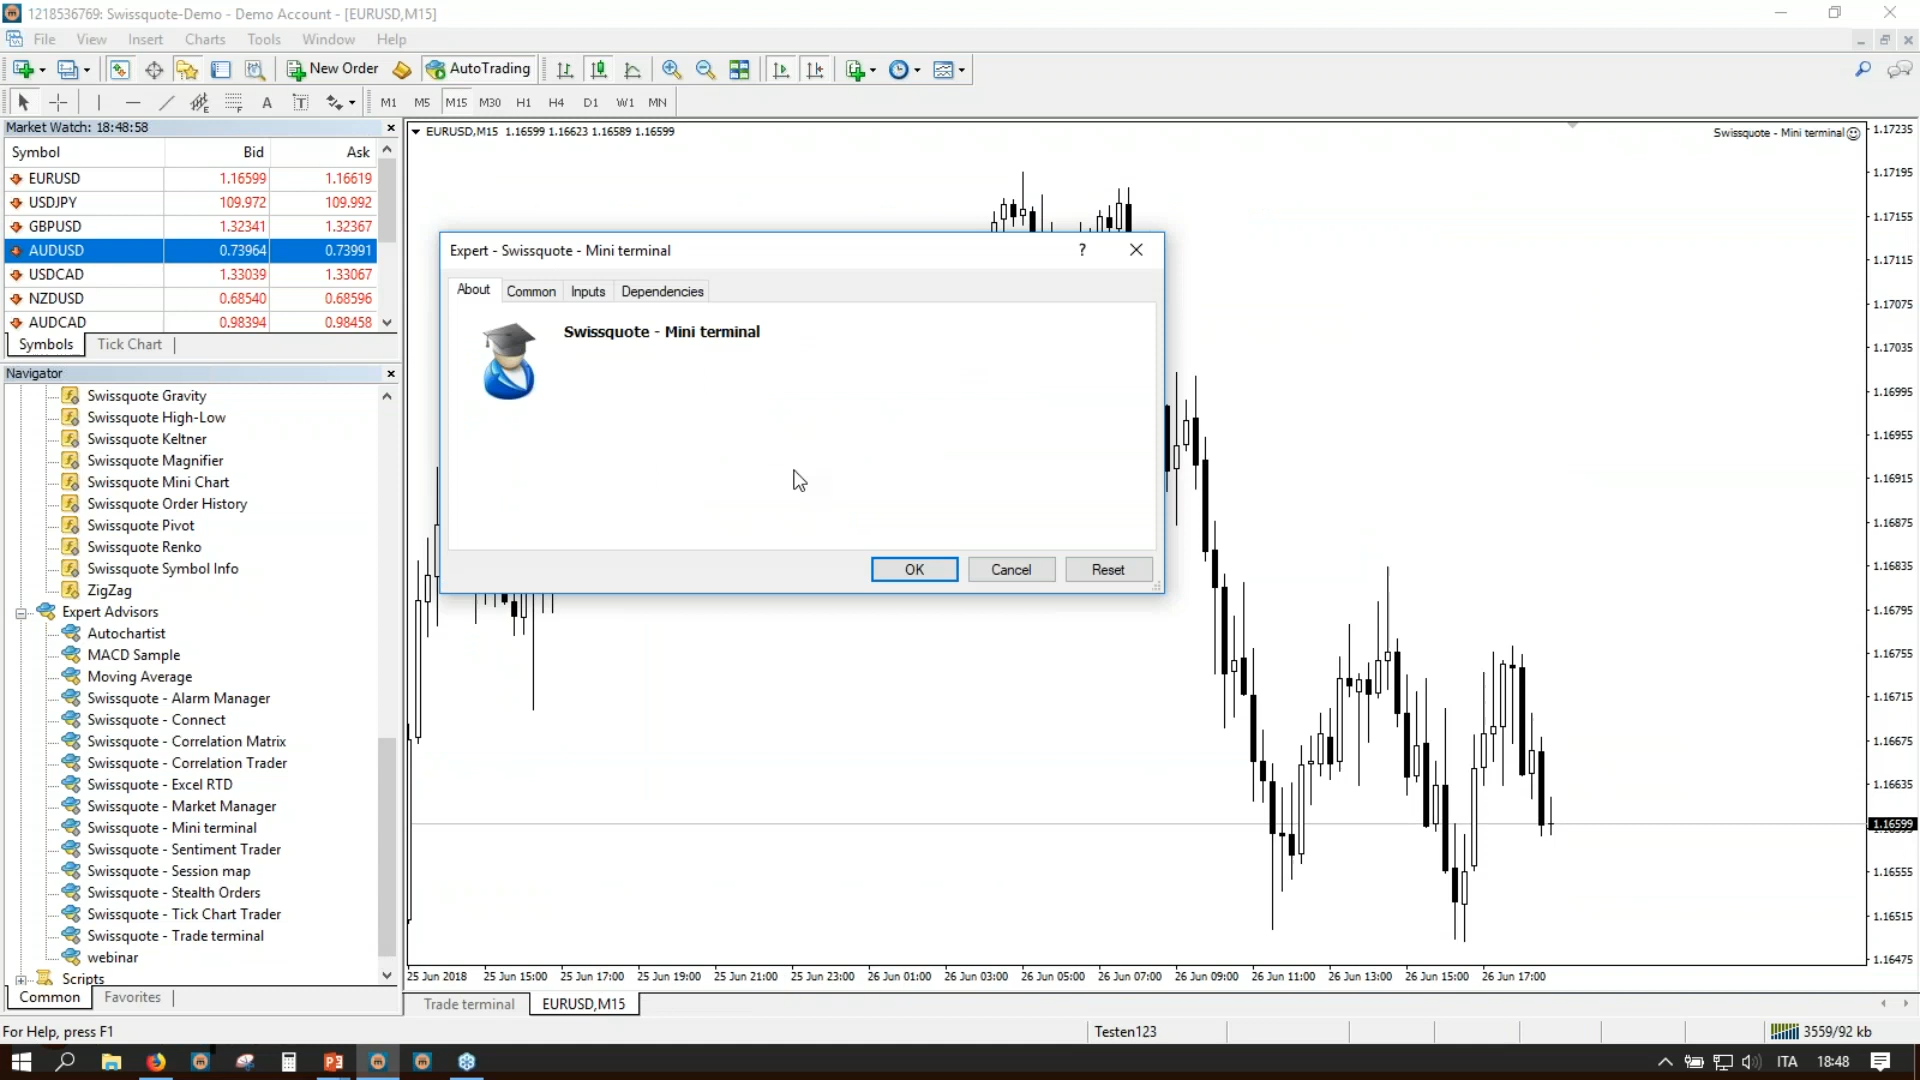 1218536769: Swissquote-Demo - Demo Account - [EURUSD,M15]
File View Insert Charts Tools Window Help
New Order AutoTrading
A T M1 M5 M15 M30 H1 H4 D1 W1 MN
Market Watch: 18:48:58
Symbol Bid Ask
EURUSD 1.16599 1.16619
USDJPY 109.972 109.992
GBPUSD 1.32341 1.32367
AUDUSD 0.73964 0.73991
USDCAD 1.33039 1.33067
NZDUSD 0.68540 0.68596
AUDCAD 0.98394 0.98458
Symbols Tick Chart
Navigator
Swissquote Gravity
Swissquote High-Low
Swissquote Keltner
Swissquote Magnifier
Swissquote Mini Chart
Swissquote Order History
Swissquote Pivot
Swissquote Renko
Swissquote Symbol Info
ZigZag
Expert Advisors
Autochartist
MACD Sample
Moving Average
Swissquote - Alarm Manager
Swissquote - Connect
Swissquote - Correlation Matrix
Swissquote - Correlation Trader
Swissquote - Excel RTD
Swissquote - Market Manager
Swissquote - Mini terminal
Swissquote - Sentiment Trader
Swissquote - Session map
Swissquote - Stealth Orders
Swissquote - Tick Chart Trader
Swissquote - Trade terminal
webinar
Scripts
Common Favorites
EURUSD,M15 1.16599 1.16623 1.16589 1.16599
Swissquote - Mini terminal
Expert - Swissquote - Mini terminal ?
About Common Inputs Dependencies
Swissquote - Mini terminal
OK Cancel Reset
1.17235
1.17195
1.17155
1.17115
1.17075
1.17035
1.16995
1.16955
1.16915
1.16875
1.16835
1.16795
1.16755
1.16715
1.16675
1.16635
1.16599
1.16555
1.16515
1.16475
25 Jun 2018 25 Jun 15:00 25 Jun 17:00 25 Jun 19:00 25 Jun 21:00 25 Jun 23:00 26 Jun 01:00 26 Jun 03:00 26 Jun 05:00 26 Jun 07:00 26 Jun 09:00 26 Jun 11:00 26 Jun 13:00 26 Jun 15:00 26 Jun 17:00
Trade terminal EURUSD,M15
For Help, press F1 Testen123 3559/92 kb
ITA 18:48